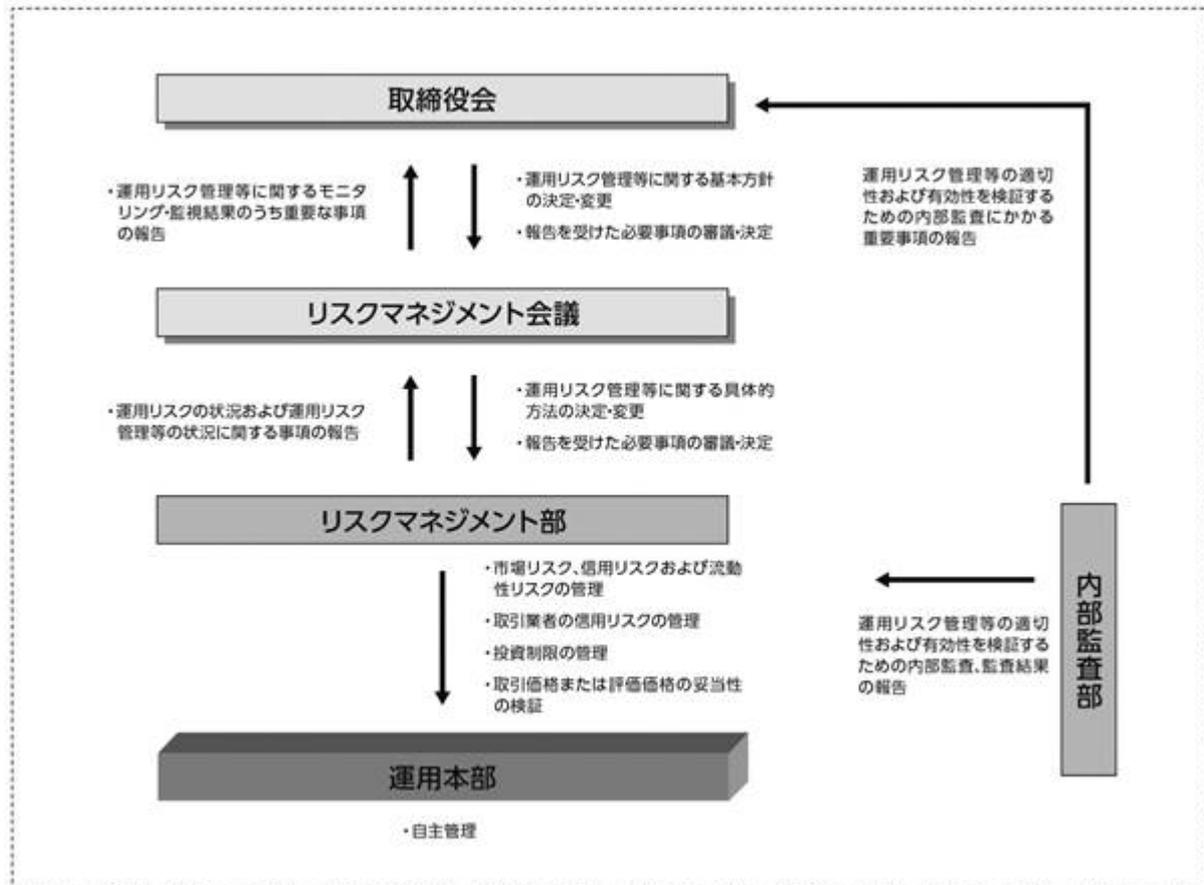 取締役会
・運用リスク管理等に関するモニタ
リング・監視結果のうち重要な事項
の報告
・運用リスク管理等に関する基本方針
の決定・変更
・報告を受けた必要事項の審議・決定
運用リスク管理等の適切
性および有効性を検証する
ための内部監査にかかる
重要事項の報告
リスクマネジメント会議
・運用リスクの状況および運用リスク
管理等の状況に関する事項の報告
・運用リスク管理等に関する具体的
方法の決定・変更
・報告を受けた必要事項の審議・決定
リスクマネジメント部
・市場リスク、信用リスクおよび流動
性リスクの管理
・取引業者の信用リスクの管理
・投資制限の管理
・取引価格または評価価格の妥当性
の検証
運用リスク管理等の適切
性および有効性を検証する
ための内部監査、監査結果
の報告
内部監査部
運用本部
・自主管理